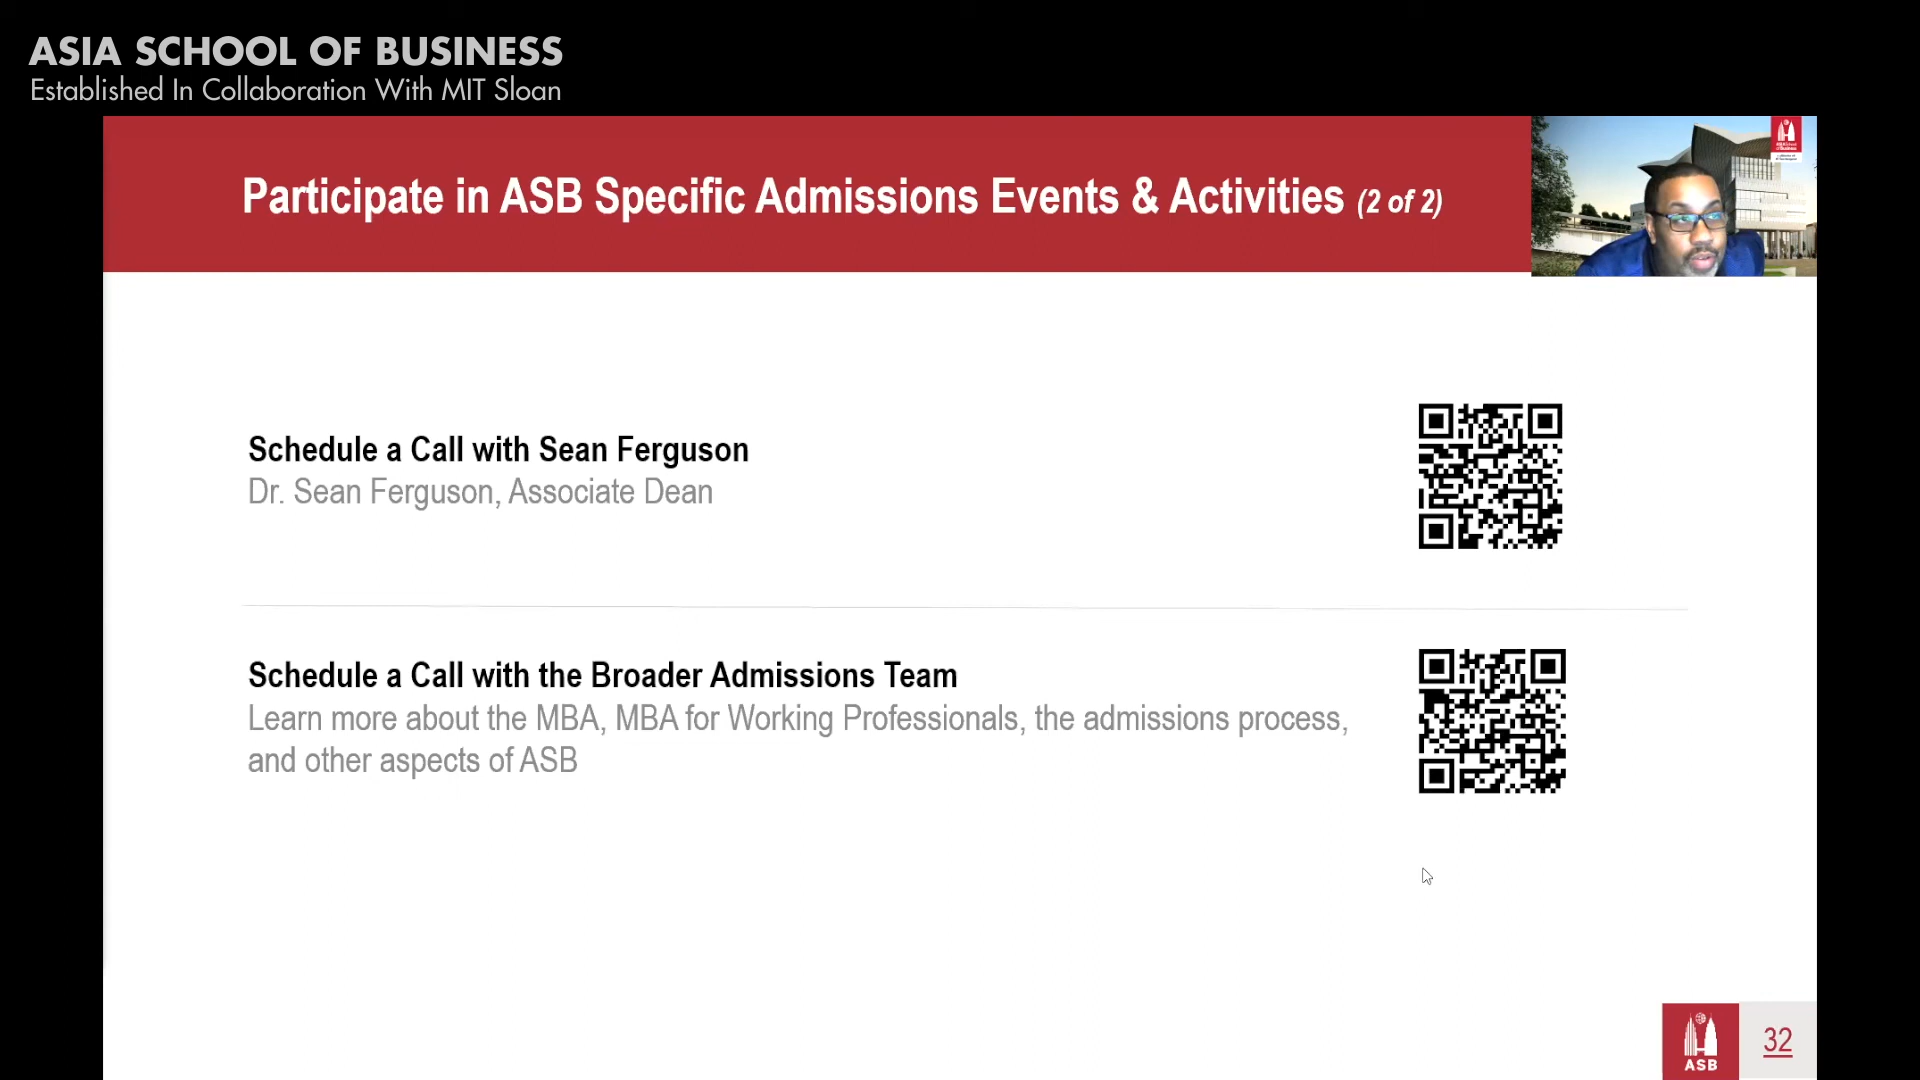 ASIA SCHOOL OF BUSINESS
Established In Collaboration With MIT Sloan
Participate in ASB Specific Admissions Events & Activities (2 of 2)
Schedule a Call with Sean Ferguson
Dr. Sean Ferguson, Associate Dean
Schedule a Call with the Broader Admissions Team
Learn more about the MBA, MBA for Working Professionals, the admissions process,
and other aspects of ASB
ASB
32